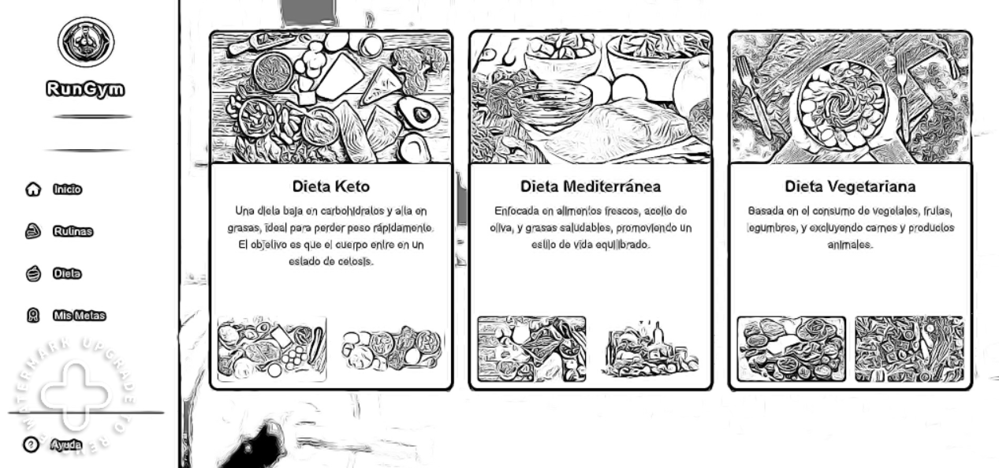 RunGym
Inicio
Rutinas
Dieta
Mis Metas
Ayuda
WATERMARK UPGRADE TO REMOVE
Dieta Keto
Una dieta baja en carbohidratos y alta en
grasas, ideal para perder peso rápidamente.
El objetivo es que el cuerpo entre en un
estado de cetosis.
Dieta Mediterránea
Enfocada en alimentos frescos, aceite de
oliva, y grasas saludables, promoviendo un
estilo de vida equilibrado.
Dieta Vegetariana
Basada en el consumo de vegetales, frutas,
legumbres, y excluyendo carnes y productos
animales.